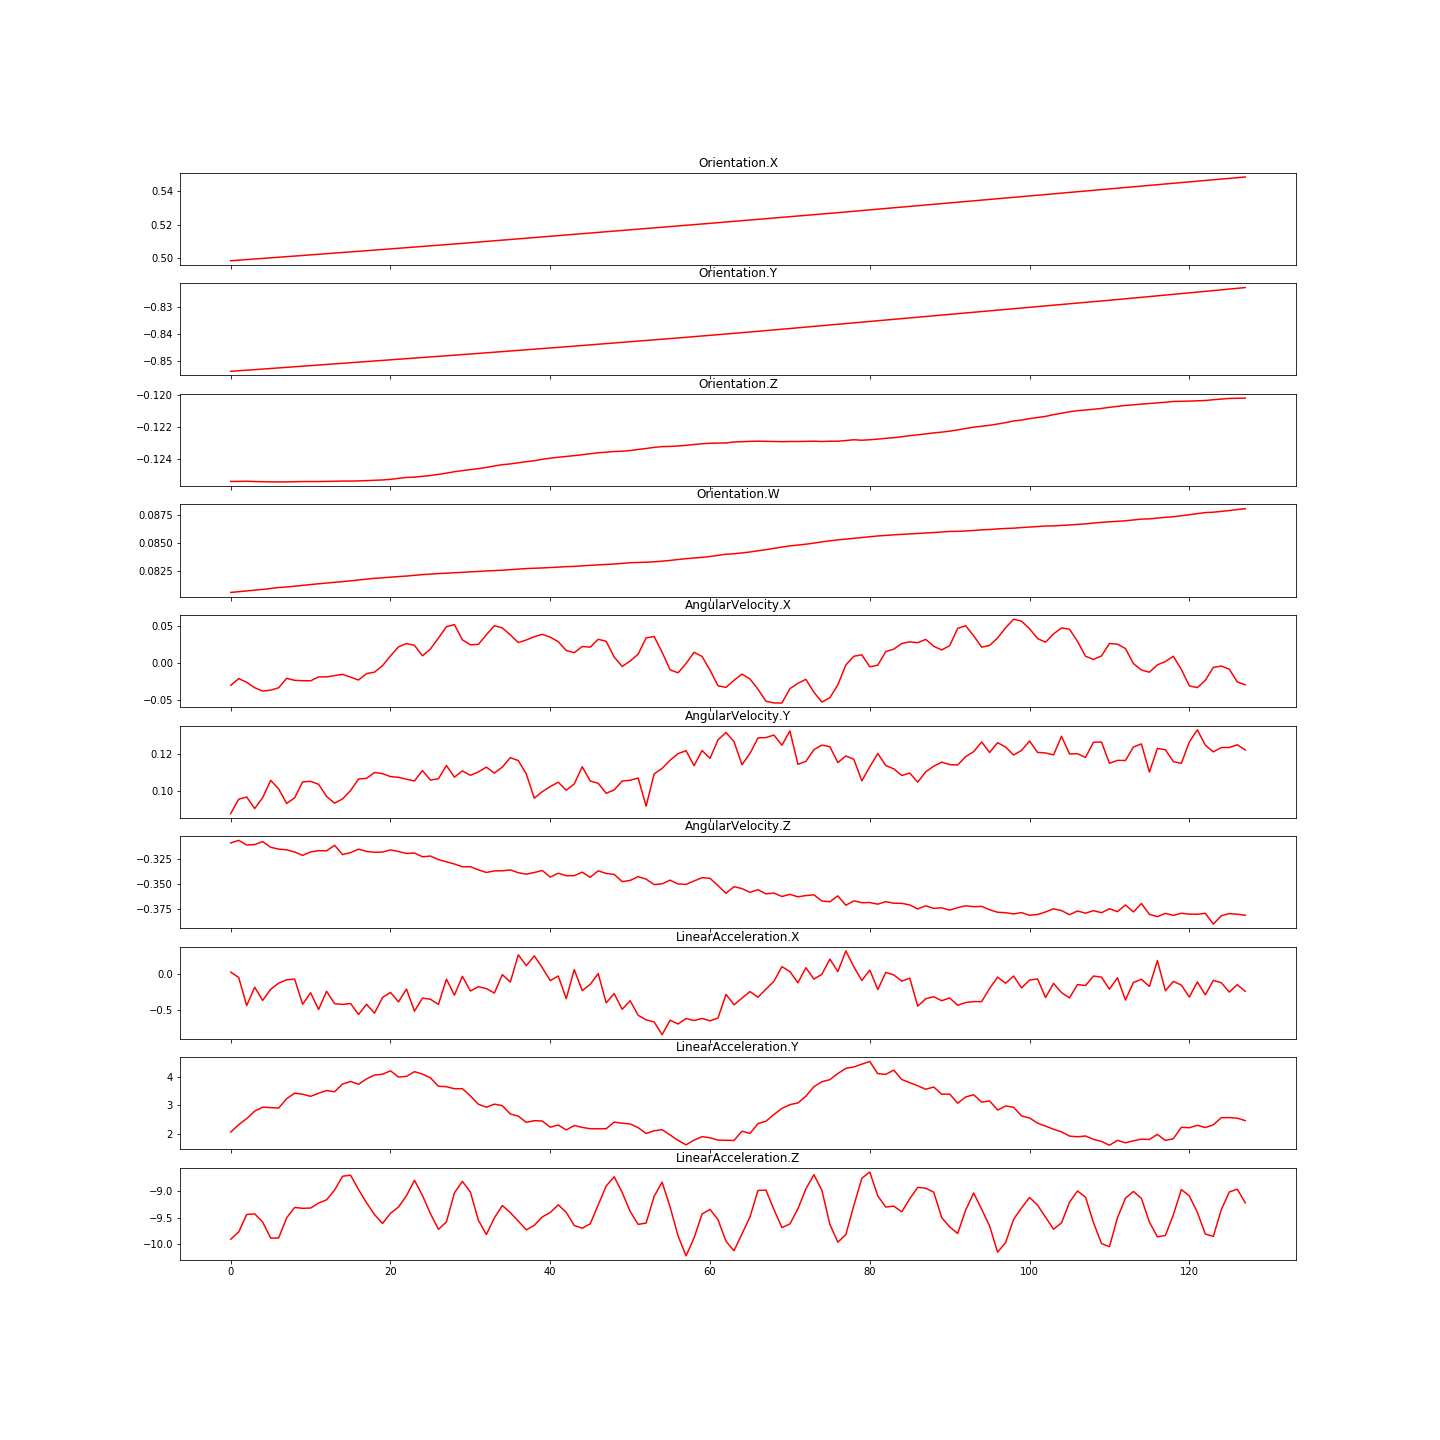 Orientation.X
0.54
0.52
0.50
Orientation.Y
−0.83
−0.84
−0.85
Orientation.Z
−0.120
−0.122
−0.124
Orientation.W
0.0875
0.0850
0.0825
AngularVelocity.X
0.05
0.00
−0.05
AngularVelocity.Y
0.12
0.10
AngularVelocity.Z
−0.325
−0.350
−0.375
LinearAcceleration.X
0.0
−0.5
LinearAcceleration.Y
4
3
2
LinearAcceleration.Z
−9.0
−9.5
−10.0
0 20 40 60 80 100 120